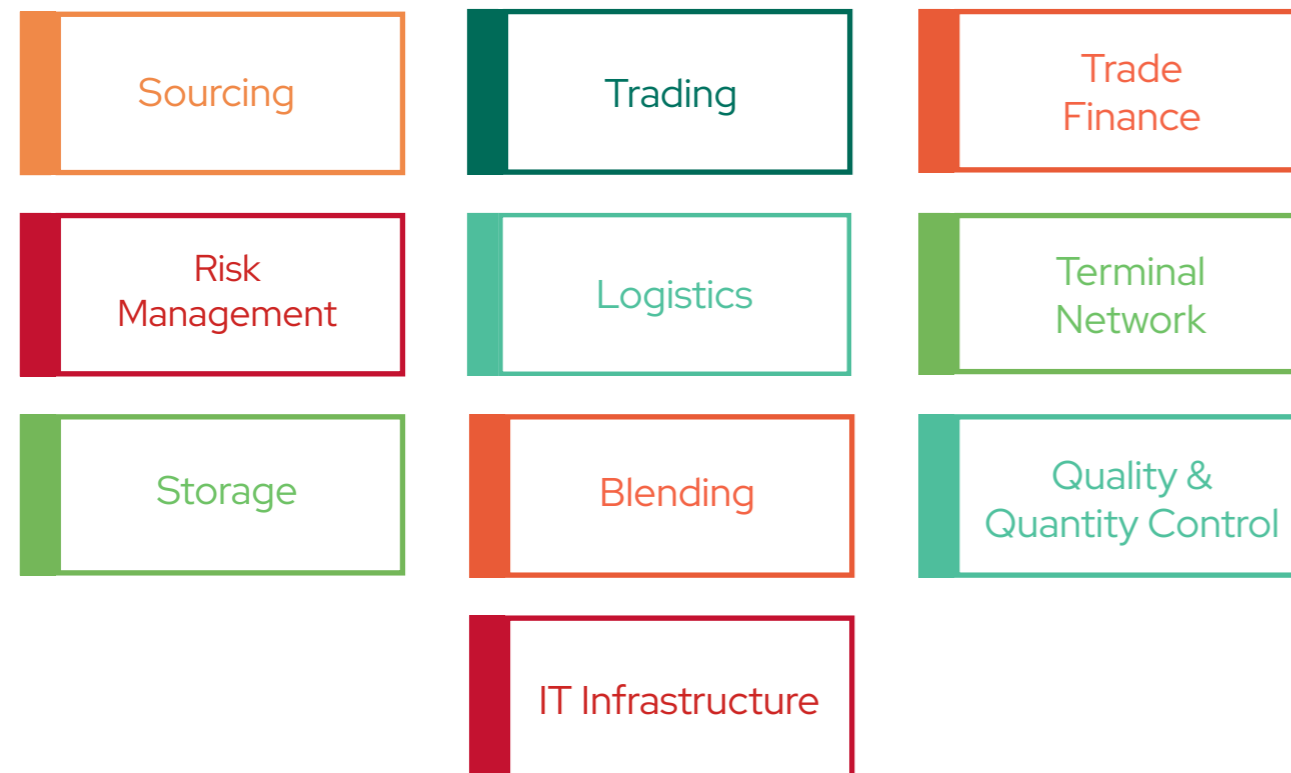 Sourcing
Trading
Trade
Finance
Risk
Management
Logistics
Terminal
Network
Storage
Blending
Quality &
Quantity Control
IT Infrastructure